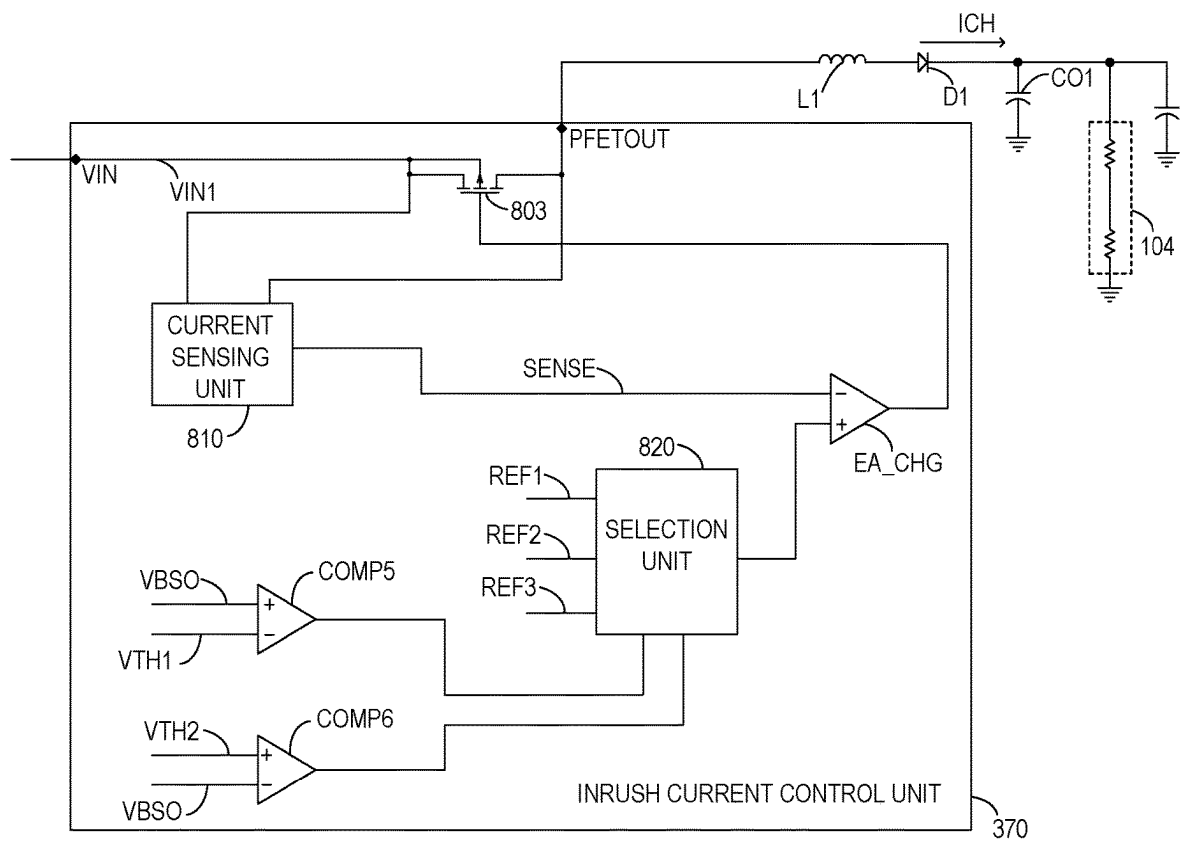 ICH
L1
D1
CO1
PFETOUT
VIN
VIN1
803
104
CURRENT
SENSING
UNIT
810
SENSE
-
+
EA_CHG
820
REF1
REF2
REF3
SELECTION
UNIT
VBSO
COMP5
+
-
VTH1
VTH2
COMP6
+
-
VBSO
INRUSH CURRENT CONTROL UNIT
370